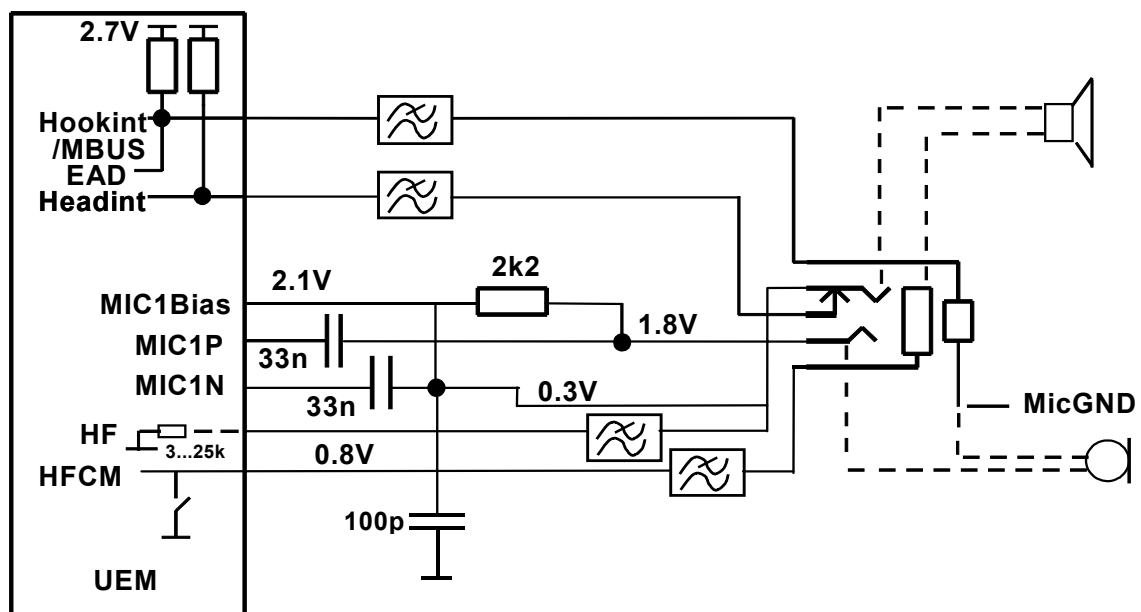 2.7V
Hookint
/MBUS
EAD
Headint
2.1V
2k2
MIC1Bias
1.8V
MIC1P
33n
MIC1N
0.3V
33n
MicGND
HF
3...25k
0.8V
HFCM
100p
UEM